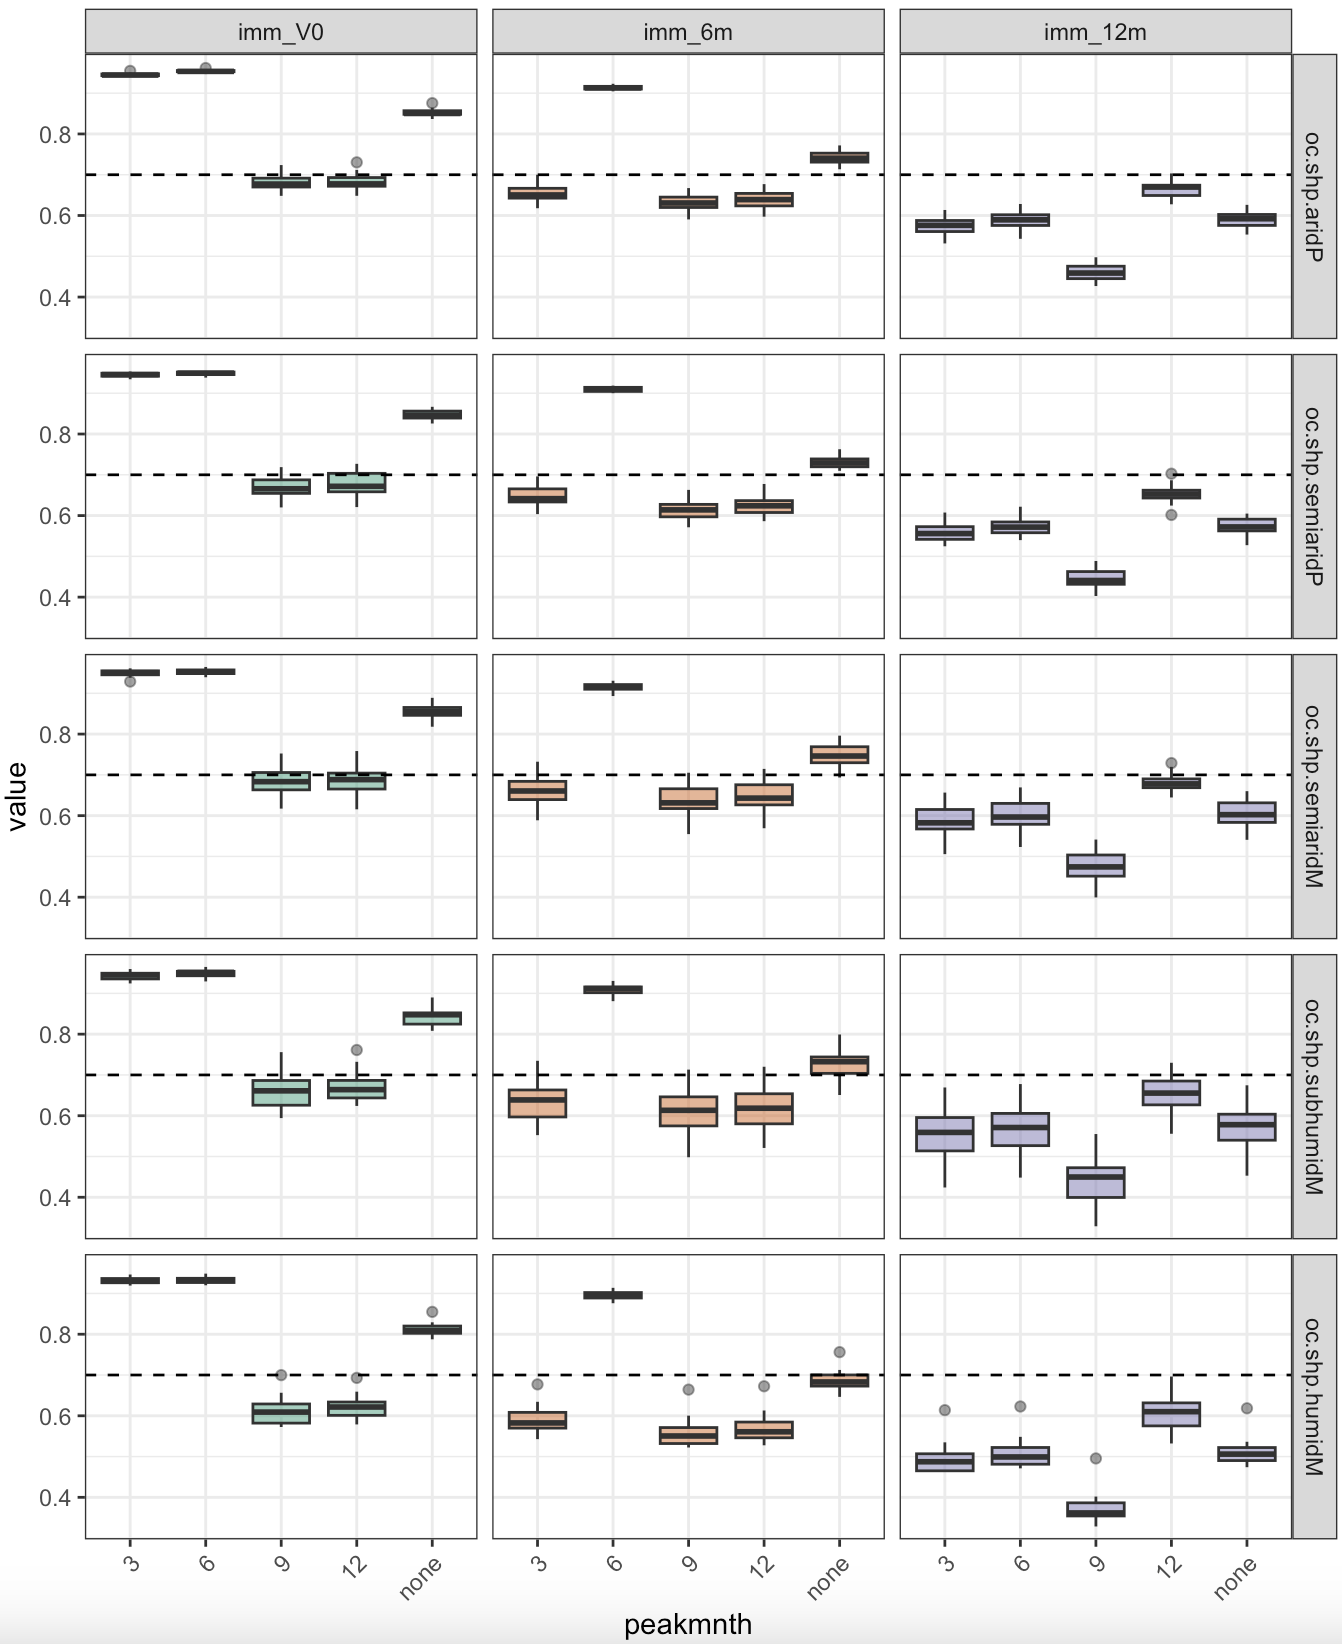 imm_V0 imm_6m imm_12m
0.8
0.6
0.4
oc.shp.aridP
0.8
0.6
0.4
oc.shp.semiaridP
0.8
0.6
0.4
oc.shp.semiaridM
0.8
0.6
0.4
oc.shp.subhumidM
0.8
0.6
0.4
oc.shp.humidM
value
3 6 9 12 none 3 6 9 12 none 3 6 9 12 none
peakmnth